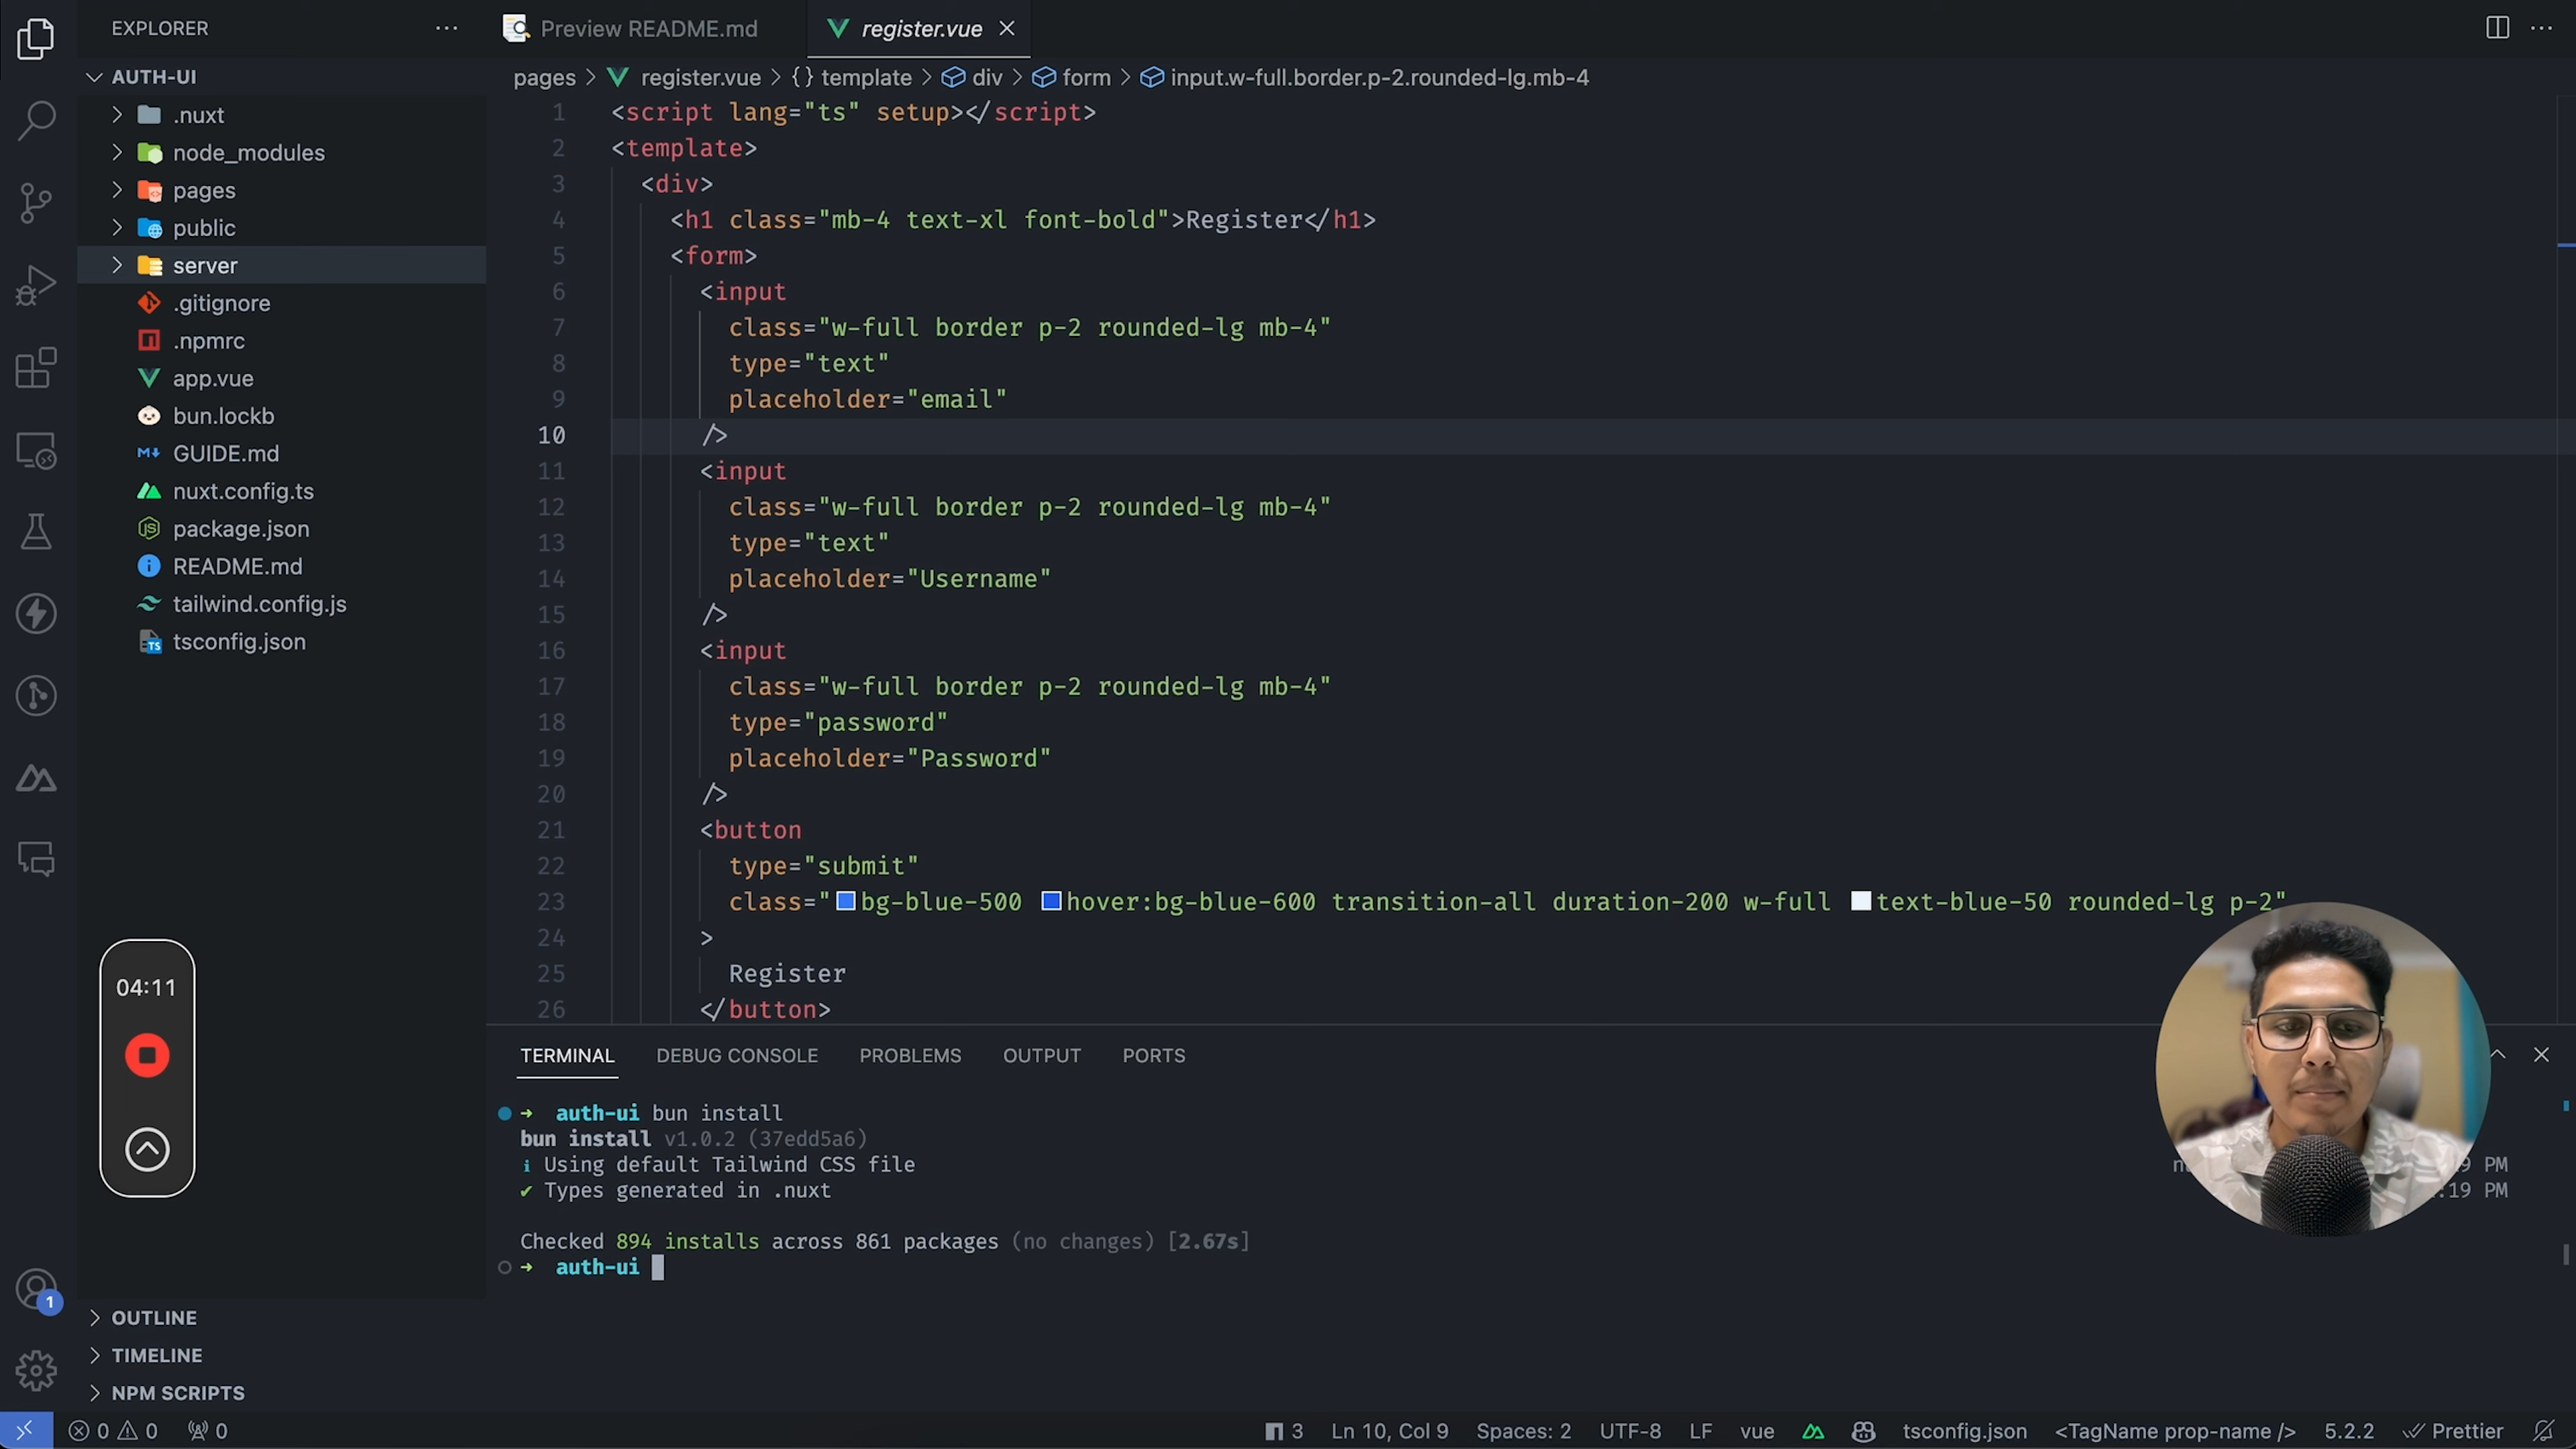 EXPLORER
Preview README.md
register.vue
AUTH-UI
pages > register.vue > {} template > div > form > input.w-full.border.p-2.rounded-lg.mb-4
.nuxt
node_modules
pages
public
server
.gitignore
.npmrc
app.vue
bun.lockb
GUIDE.md
nuxt.config.ts
package.json
README.md
tailwind.config.js
tsconfig.json
1 <script lang="ts" setup></script>
2 <template>
3 <div>
4 <h1 class="mb-4 text-xl font-bold">Register</h1>
5 <form>
6 <input
7 class="w-full border p-2 rounded-lg mb-4"
8 type="text"
9 placeholder="email"
10 />
11 <input
12 class="w-full border p-2 rounded-lg mb-4"
13 type="text"
14 placeholder="Username"
15 />
16 <input
17 class="w-full border p-2 rounded-lg mb-4"
18 type="password"
19 placeholder="Password"
20 />
21 <button
22 type="submit"
23 class="bg-blue-500 hover:bg-blue-600 transition-all duration-200 w-full text-blue-50 rounded-lg p-2"
24 >
25 Register
26 </button>
04:11
TERMINAL DEBUG CONSOLE PROBLEMS OUTPUT PORTS
➜ auth-ui bun install
bun install v1.0.2 (37edd5a6)
i Using default Tailwind CSS file
✔ Types generated in .nuxt
9 PM
:19 PM
Checked 894 installs across 861 packages (no changes) [2.67s]
➜ auth-ui
1
OUTLINE
TIMELINE
NPM SCRIPTS
0 0 0 3 Ln 10, Col 9 Spaces: 2 UTF-8 LF vue tsconfig.json <TagName prop-name /> 5.2.2 Prettier